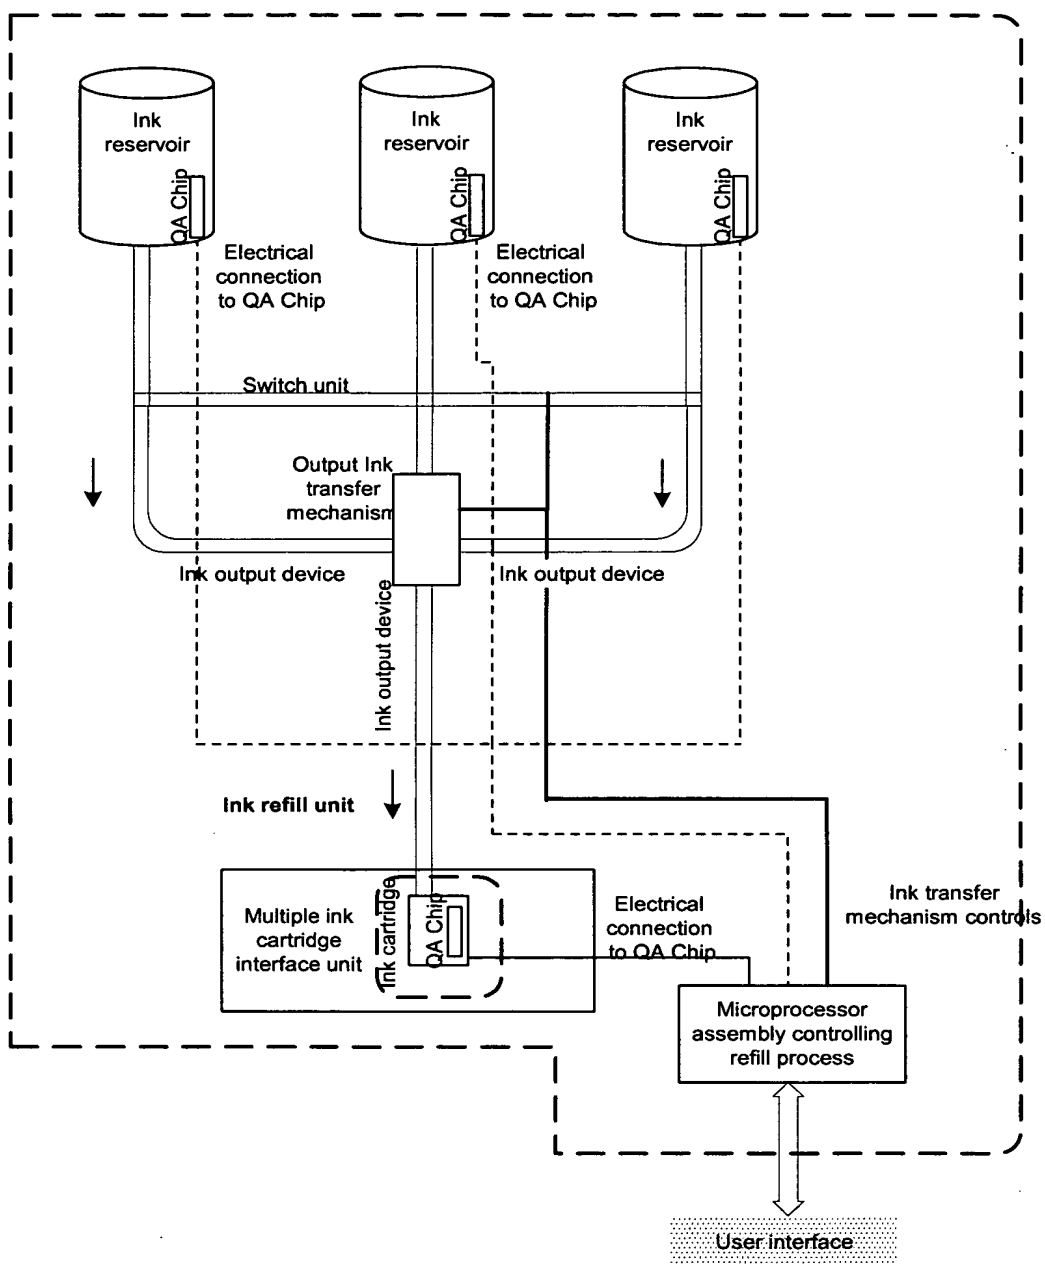 Ink
reservoir
QA Chip
Ink
reservoir
QA Chip
Ink
reservoir
QA Chip
Electrical
connection
to QA Chip
Electrical
connection
to QA Chip
Switch unit
Output Ink
transfer
mechanism
Ink output device
Ink output device
Ink output device
Ink refill unit
Multiple ink
cartridge
interface unit
Ink cartridge
QA Chip
Electrical
connection
to QA Chip
Ink transfer
mechanism controls
Microprocessor
assembly controlling
refill process
User interface